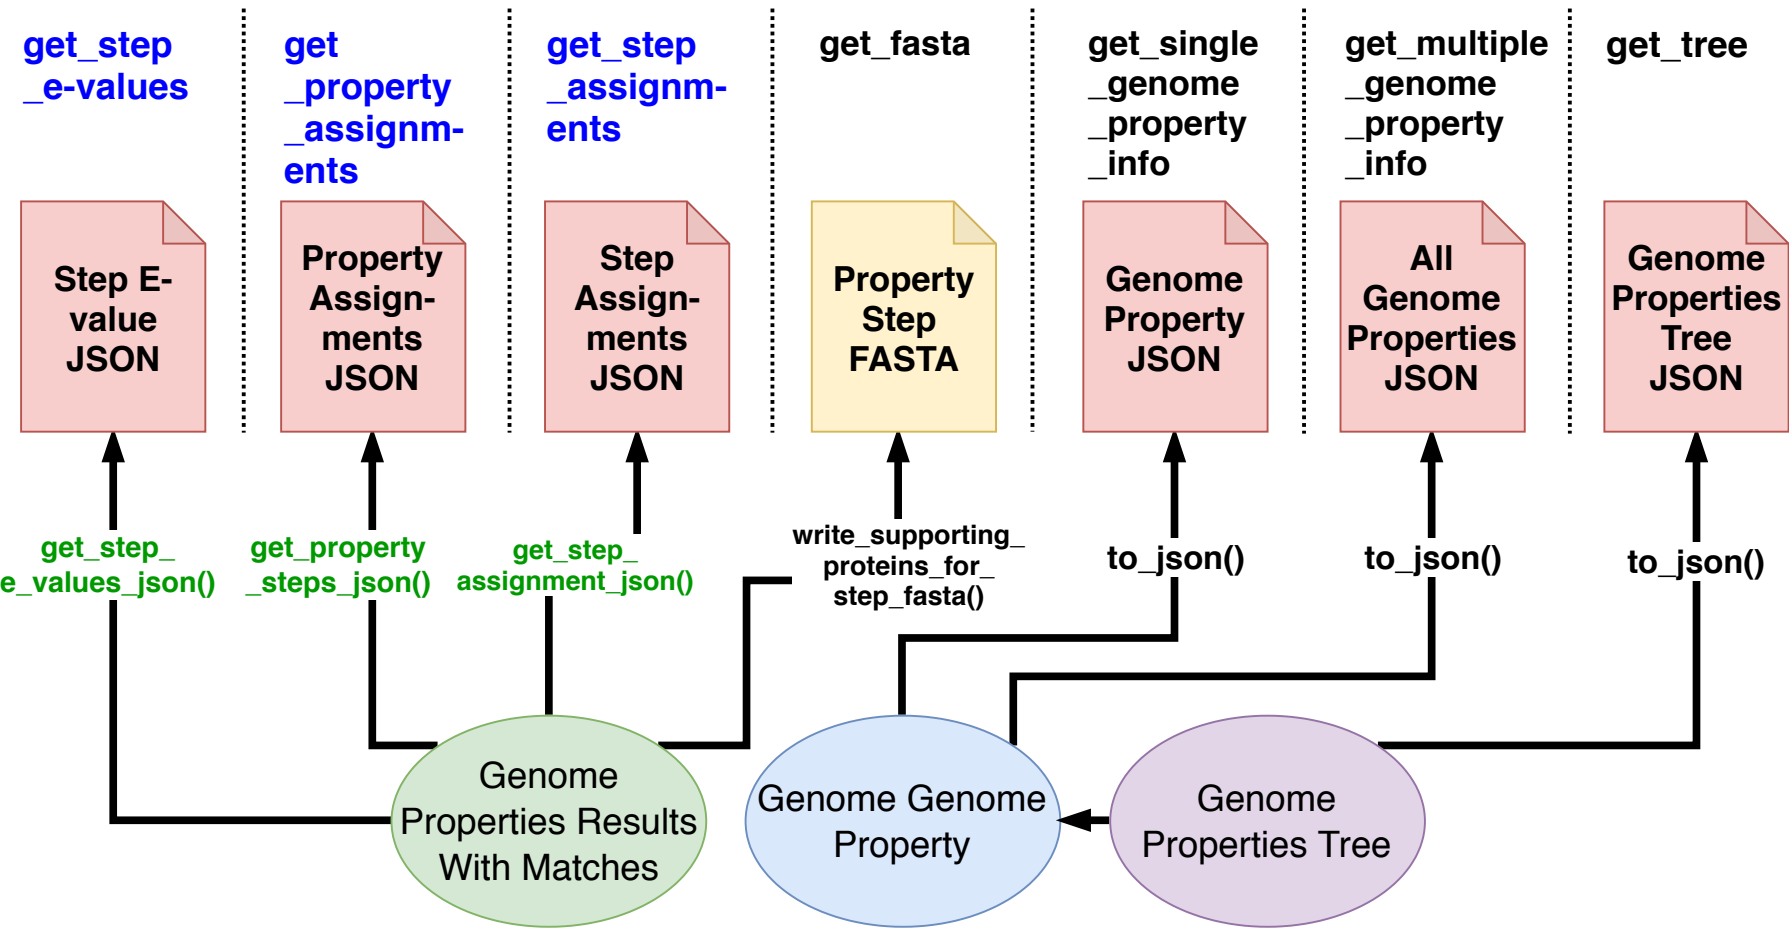 get_step
_e-values
get
_property
_assignm-
ents
get_step
_assignm-
ents
get_fasta
get_single
_genome
_property
_info
get_multiple
_genome
_property
_info
get_tree
Step E-
value
JSON
Property
Assign-
ments
JSON
Step
Assign-
ments
JSON
Property
Step
FASTA
Genome
Property
JSON
All
Genome
Properties
JSON
Genome
Properties
Tree
JSON
get_step_
e_values_json()
get_property
_steps_json()
get_step_
assignment_json()
write_supporting_
proteins_for_
step_fasta()
to_json()
to_json()
to_json()
Genome
Properties Results
With Matches
Genome Genome
Property
Genome
Properties Tree